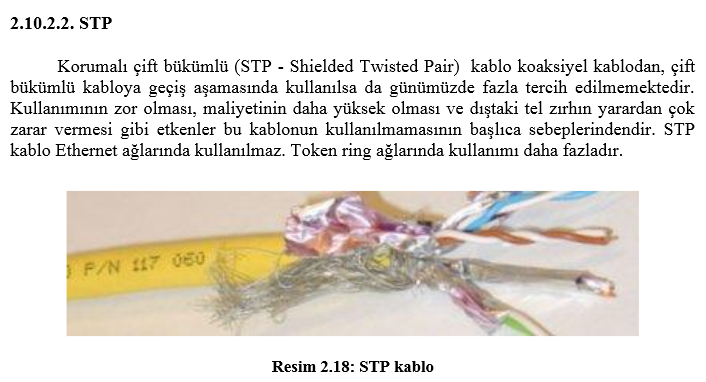 2.10.2.2. STP
Korumalı çift bükümlü (STP - Shielded Twisted Pair) kablo koaksiyel kablodan, çift
bükümlü kabloya geçiş aşamasında kullanılsa da günümüzde fazla tercih edilmemektedir.
Kullanımının zor olması, maliyetinin daha yüksek olması ve dıştaki tel zırhın yarardan çok
zarar vermesi gibi etkenler bu kablonun kullanılmamasının başlıca sebeplerindendir. STP
kablo Ethernet ağlarında kullanılmaz. Token ring ağlarında kullanımı daha fazladır.
P/N 117 060
Resim 2.18: STP kablo